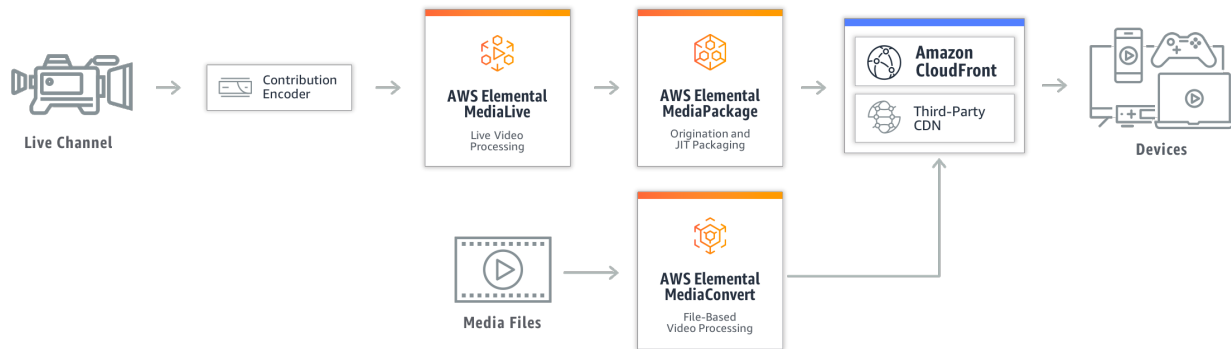 Live Channel
Contribution
Encoder
AWS Elemental
MediaLive
Live Video
Processing
AWS Elemental
MediaPackage
Origination and
JIT Packaging
Amazon
CloudFront
Third-Party
CDN
Devices
Media Files
AWS Elemental
MediaConvert
File-Based
Video Processing